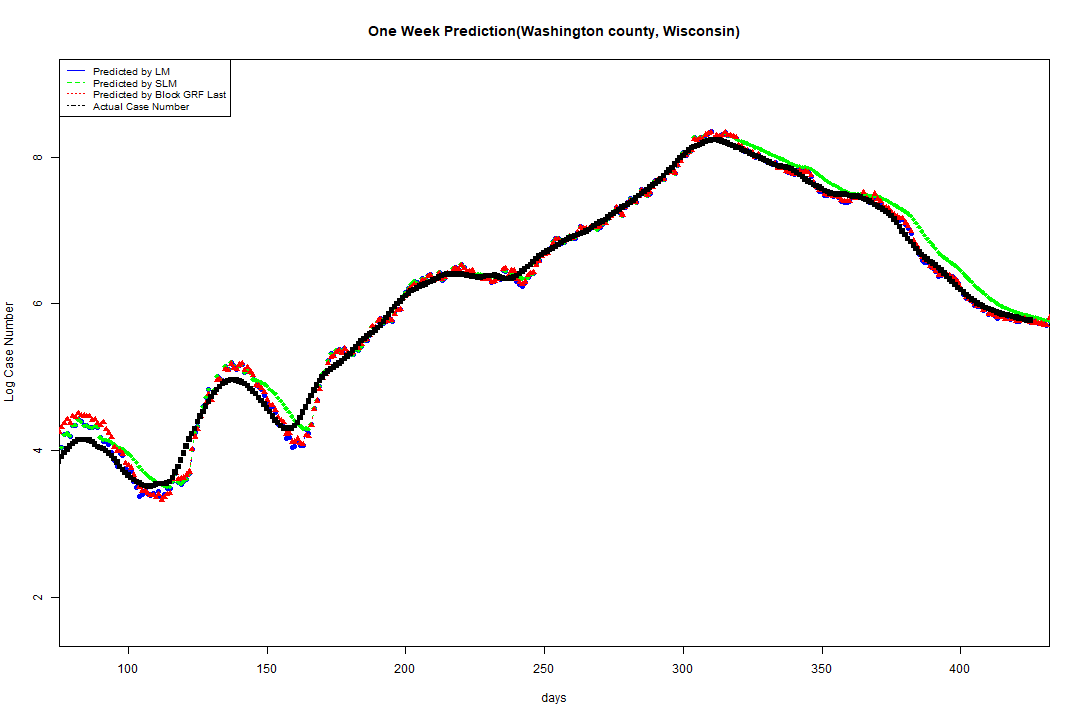 One Week Prediction(Washington county, Wisconsin)
Predicted by LM
Predicted by SLM
Predicted by Block GRF Last
Actual Case Number
8
6
4
2
Log Case Number
100 150 200 250 300 350 400
days